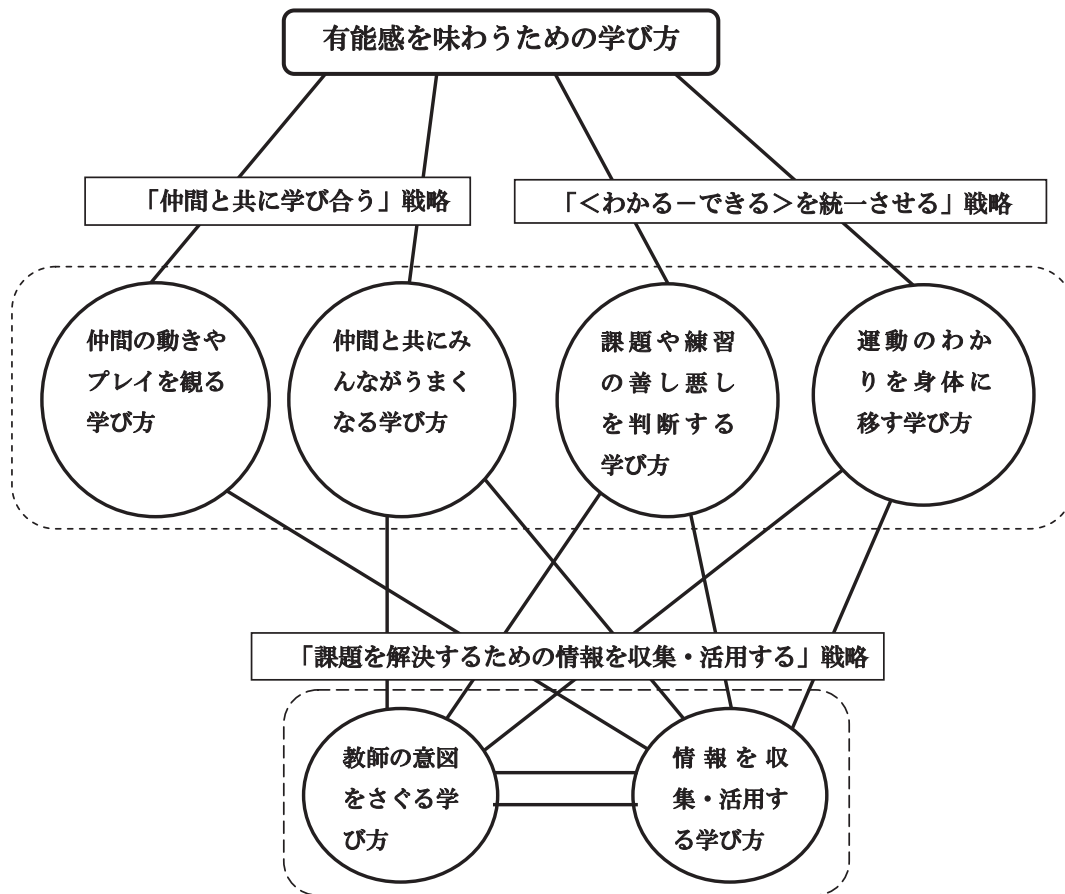 有能感を味わうための学び方
「仲間と共に学び合う」戦略
「＜わかる－できる＞を統一させる」戦略
仲間の動きや
プレイを観る
学び方
仲間と共にみ
んながうまく
なる学び方
課題や練習
の善し悪し
を判断する
学び方
運動のわか
りを身体に
移す学び方
「課題を解決するための情報を収集・活用する」戦略
教師の意図
をさぐる学
び方
情報を収
集・活用す
る学び方